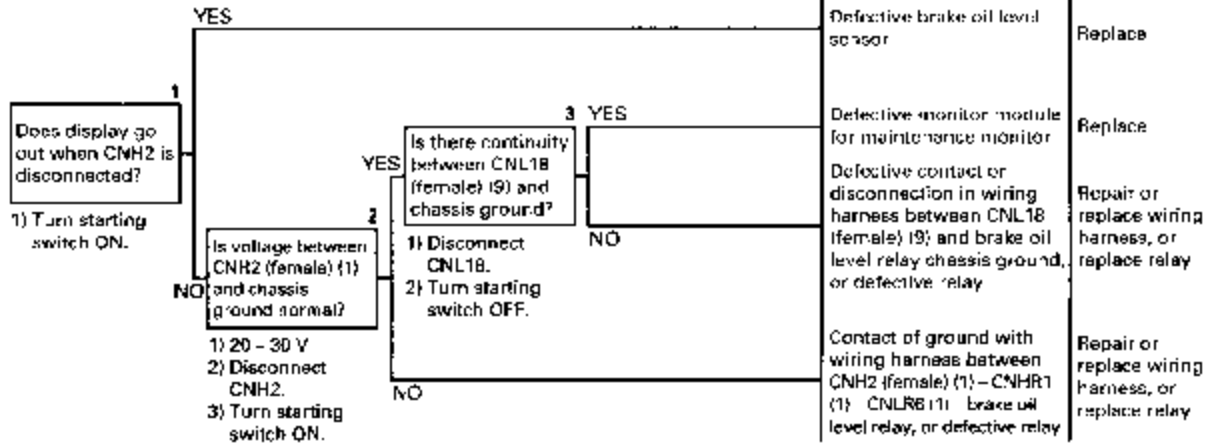 YES
Defective brake oil level
sensor
Replace
1
Does display go
out when CNH2 is
disconnected?
1) Turn starting
switch ON.
NO
2
Is voltage between
CNH2 (female) (1)
and chassis
ground normal?
1) 20 – 30 V
2) Disconnect
CNH2.
3) Turn starting
switch ON.
YES
3
Is there continuity
between CNL18
(female) (9) and
chassis ground?
1) Disconnect
CNL18.
2) Turn starting
switch OFF.
YES
Defective monitor module
for maintenance monitor
Replace
NO
Defective contact or
disconnection in wiring
harness between CNL18
(female) (9) and brake oil
level relay chassis ground,
or defective relay
Repair or
replace wiring
harness, or
replace relay
NO
Contact of ground with
wiring harness between
CNH2 (female) (1) – CNHR1
(1) CNLR6 (1) brake oil
level relay, or defective relay
Repair or
replace wiring
harness, or
replace relay